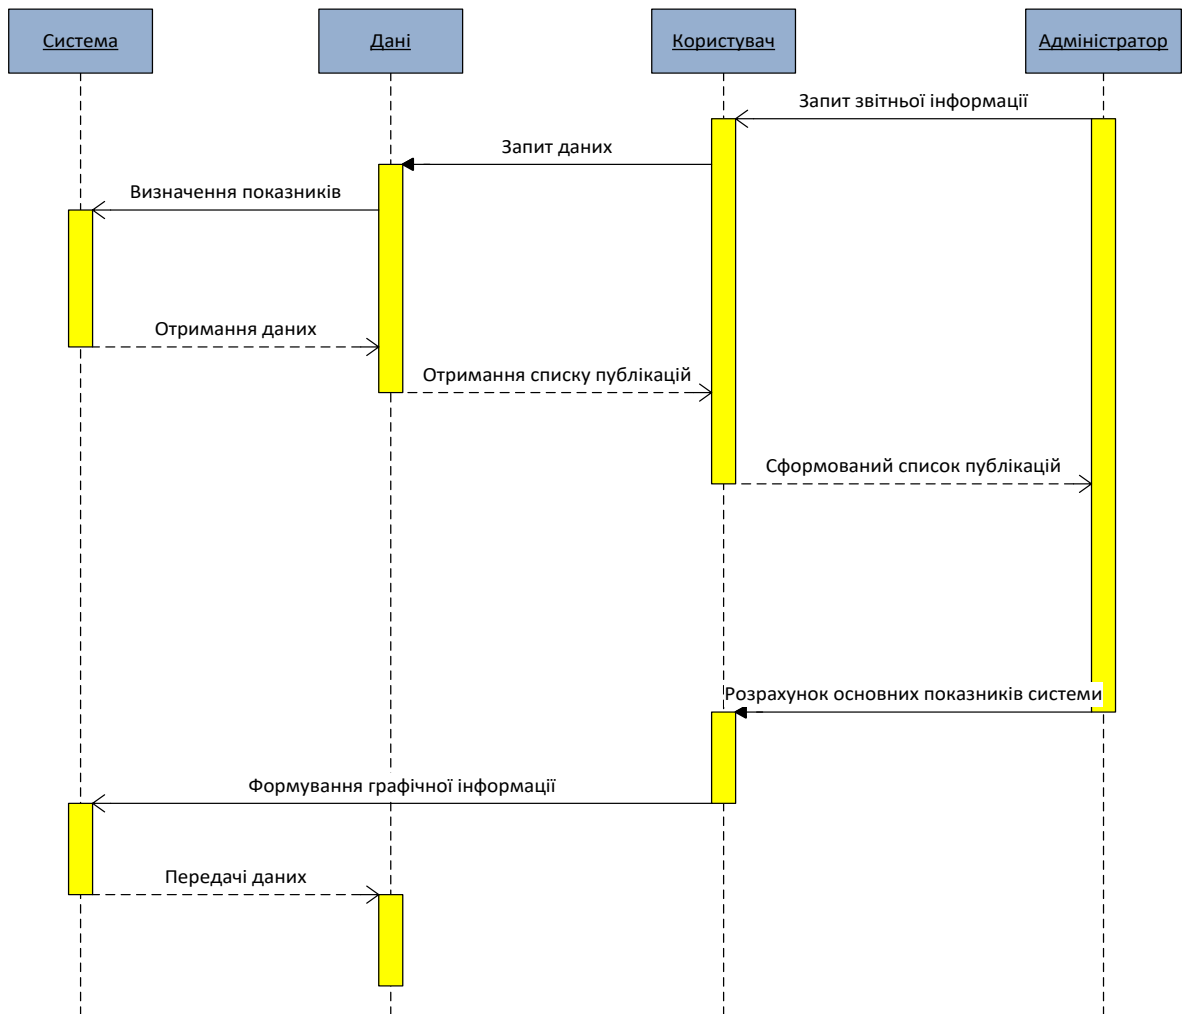 Система
Дані
Користувач
Адміністратор
Запит звітньої інформації
Запит даних
Визначення показників
Отримання даних
Отримання списку публікацій
Сформований список публікацій
Розрахунок основних показників системи
Формування графічної інформації
Передачі даних